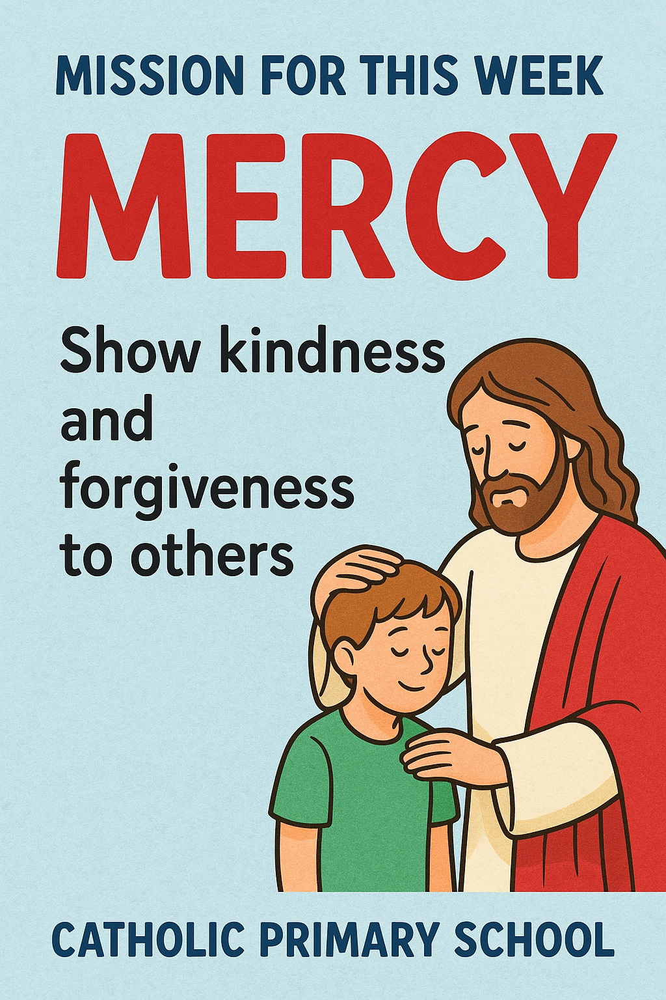 MISSION FOR THIS WEEK
MERCY
Show kindness
and
forgiveness
to others
CATHOLIC PRIMARY SCHOOL